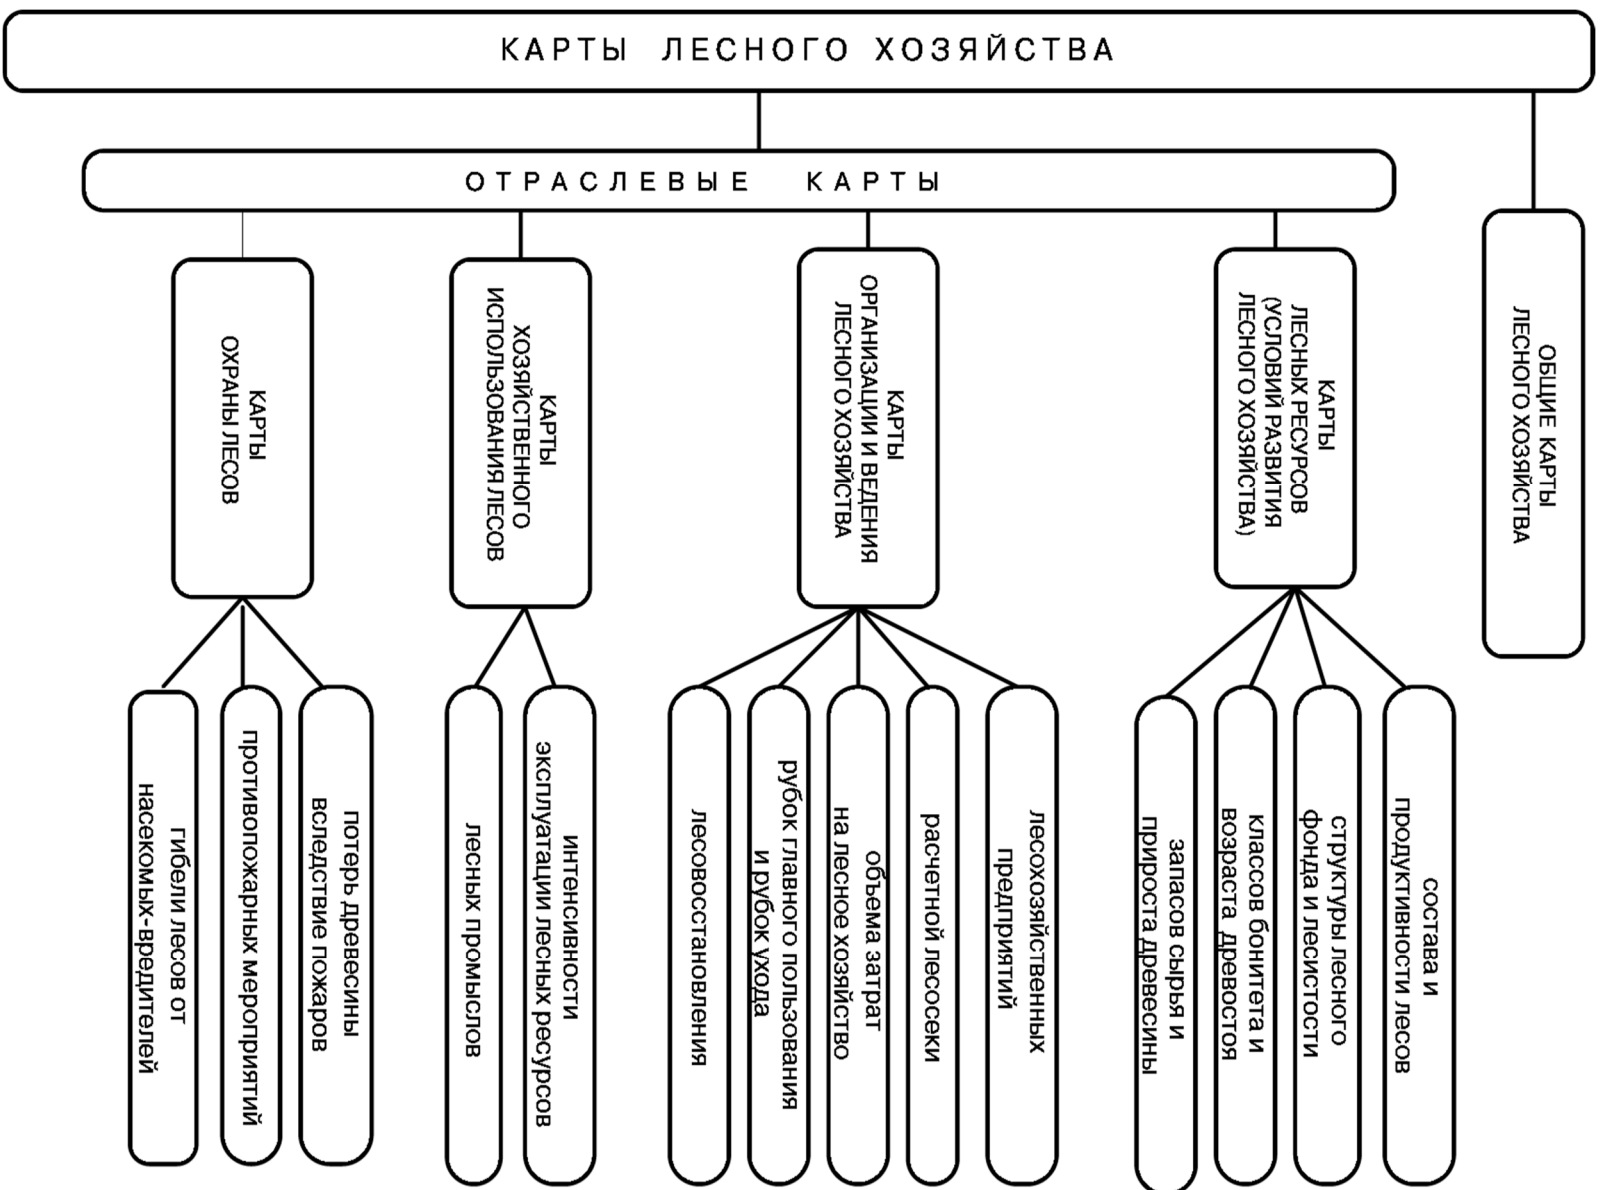 КАРТЫ ЛЕСНОГО ХОЗЯЙСТВА
ОТРАСЛЕВЫЕ КАРТЫ
КАРТЫ
ОХРАНЫ ЛЕСОВ
КАРТЫ
ХОЗЯЙСТВЕННОГО
ИСПОЛЬЗОВАНИЯ ЛЕСОВ
КАРТЫ
ОРГАНИЗАЦИИ И ВЕДЕНИЯ
ЛЕСНОГО ХОЗЯЙСТВА
КАРТЫ
ЛЕСНЫХ РЕСУРСОВ
(УСЛОВИЙ РАЗВИТИЯ
ЛЕСНОГО ХОЗЯЙСТВА)
ОБЩИЕ КАРТЫ
ЛЕСНОГО ХОЗЯЙСТВА
гибели лесов от
насекомых-вредителей
противопожарных мероприятий
потерь древесины
вследствие пожаров
лесных промыслов
интенсивности
эксплуатации лесных ресурсов
лесовосстановления
рубок главного пользования
и рубок ухода
объема затрат
на лесное хозяйство
расчетной лесосеки
лесохозяйственных
предприятий
запасов сырья и
прироста древесины
классов бонитета и
возраста древостоя
структуры лесного
фонда и лесистости
состава и
продуктивности лесов